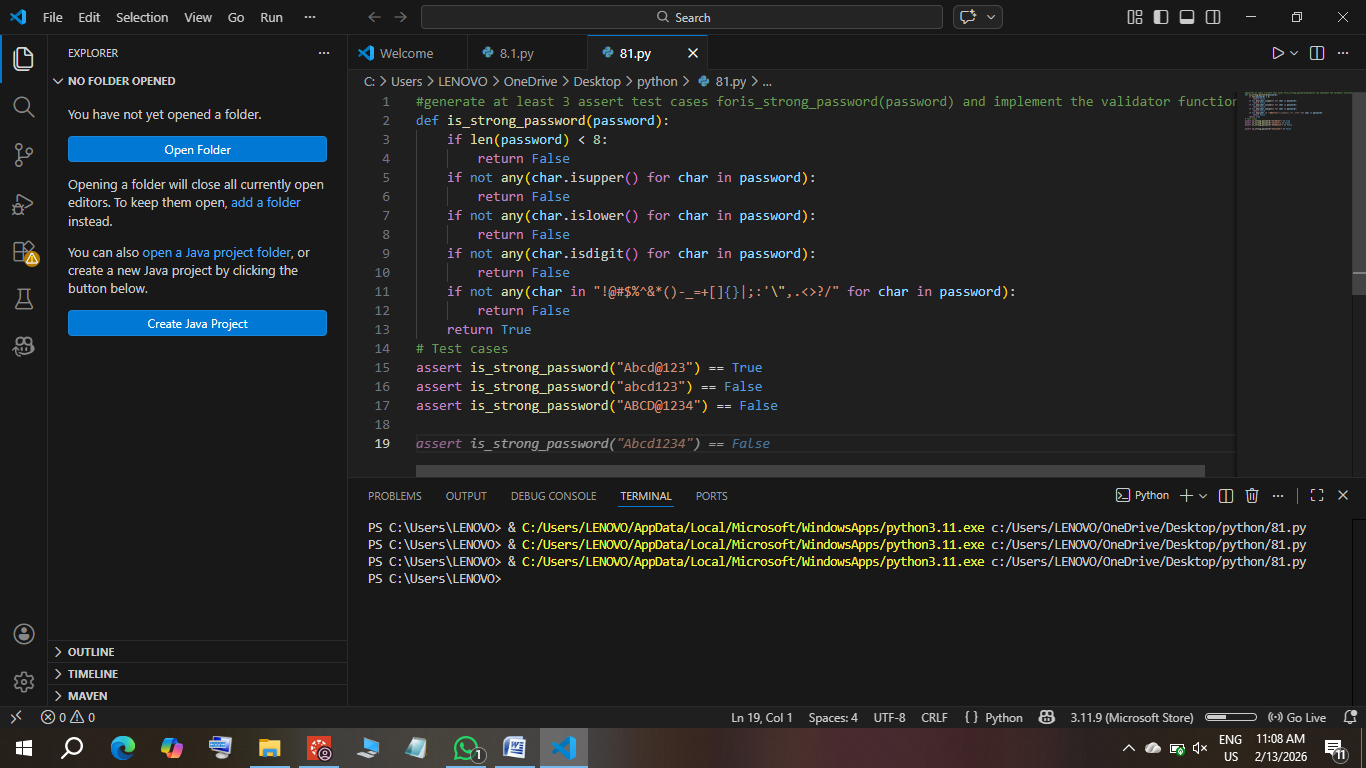 File Edit Selection View Go Run ···
Search
EXPLORER ···
NO FOLDER OPENED
You have not yet opened a folder.
Open Folder
Opening a folder will close all currently open
editors. To keep them open, add a folder
instead.
You can also open a Java project folder, or
create a new Java project by clicking the
button below.
Create Java Project
OUTLINE
TIMELINE
MAVEN
Welcome 8.1.py 81.py
C: > Users > LENOVO > OneDrive > Desktop > python > 81.py > ...
1 #generate at least 3 assert test cases foris_strong_password(password) and implement the validator function
2 def is_strong_password(password):
3 if len(password) < 8:
4 return False
5 if not any(char.isupper() for char in password):
6 return False
7 if not any(char.islower() for char in password):
8 return False
9 if not any(char.isdigit() for char in password):
10 return False
11 if not any(char in "!@#$%^&*()-_=+[]{}|;:'\",.<>?/" for char in password):
12 return False
13 return True
14 # Test cases
15 assert is_strong_password("Abcd@123") == True
16 assert is_strong_password("abcd123") == False
17 assert is_strong_password("ABCD@1234") == False
18
19 assert is_strong_password("Abcd1234") == False
PROBLEMS OUTPUT DEBUG CONSOLE TERMINAL PORTS
Python
PS C:\Users\LENOVO> & C:/Users/LENOVO/AppData/Local/Microsoft/WindowsApps/python3.11.exe c:/Users/LENOVO/OneDrive/Desktop/python/81.py
PS C:\Users\LENOVO> & C:/Users/LENOVO/AppData/Local/Microsoft/WindowsApps/python3.11.exe c:/Users/LENOVO/OneDrive/Desktop/python/81.py
PS C:\Users\LENOVO> & C:/Users/LENOVO/AppData/Local/Microsoft/WindowsApps/python3.11.exe c:/Users/LENOVO/OneDrive/Desktop/python/81.py
PS C:\Users\LENOVO>
0 0
Ln 19, Col 1 Spaces: 4 UTF-8 CRLF {} Python 3.11.9 (Microsoft Store) Go Live
1
ENG
US
11:08 AM
2/13/2026
11